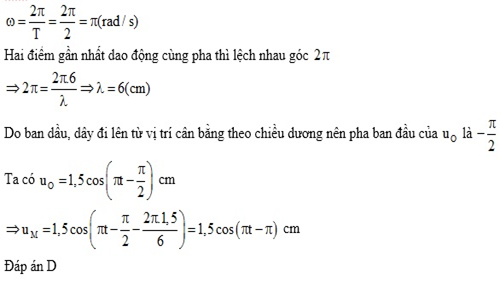 ω = 2π/T = 2π/2 = π(rad / s)
Hai điểm gần nhất dao động cùng pha thì lệch nhau góc 2π
⇒ 2π = 2π6/λ ⇒ λ = 6(cm)
Do ban dầu, dây đi lên từ vị trí cân bằng theo chiều dương nên pha ban đầu của u_O là −π/2
Ta có u_O = 1,5cos(πt − π/2) cm
⇒ u_M = 1,5cos(πt − π/2 − 2π.1,5/6) = 1,5cos(πt − π) cm
Đáp án D